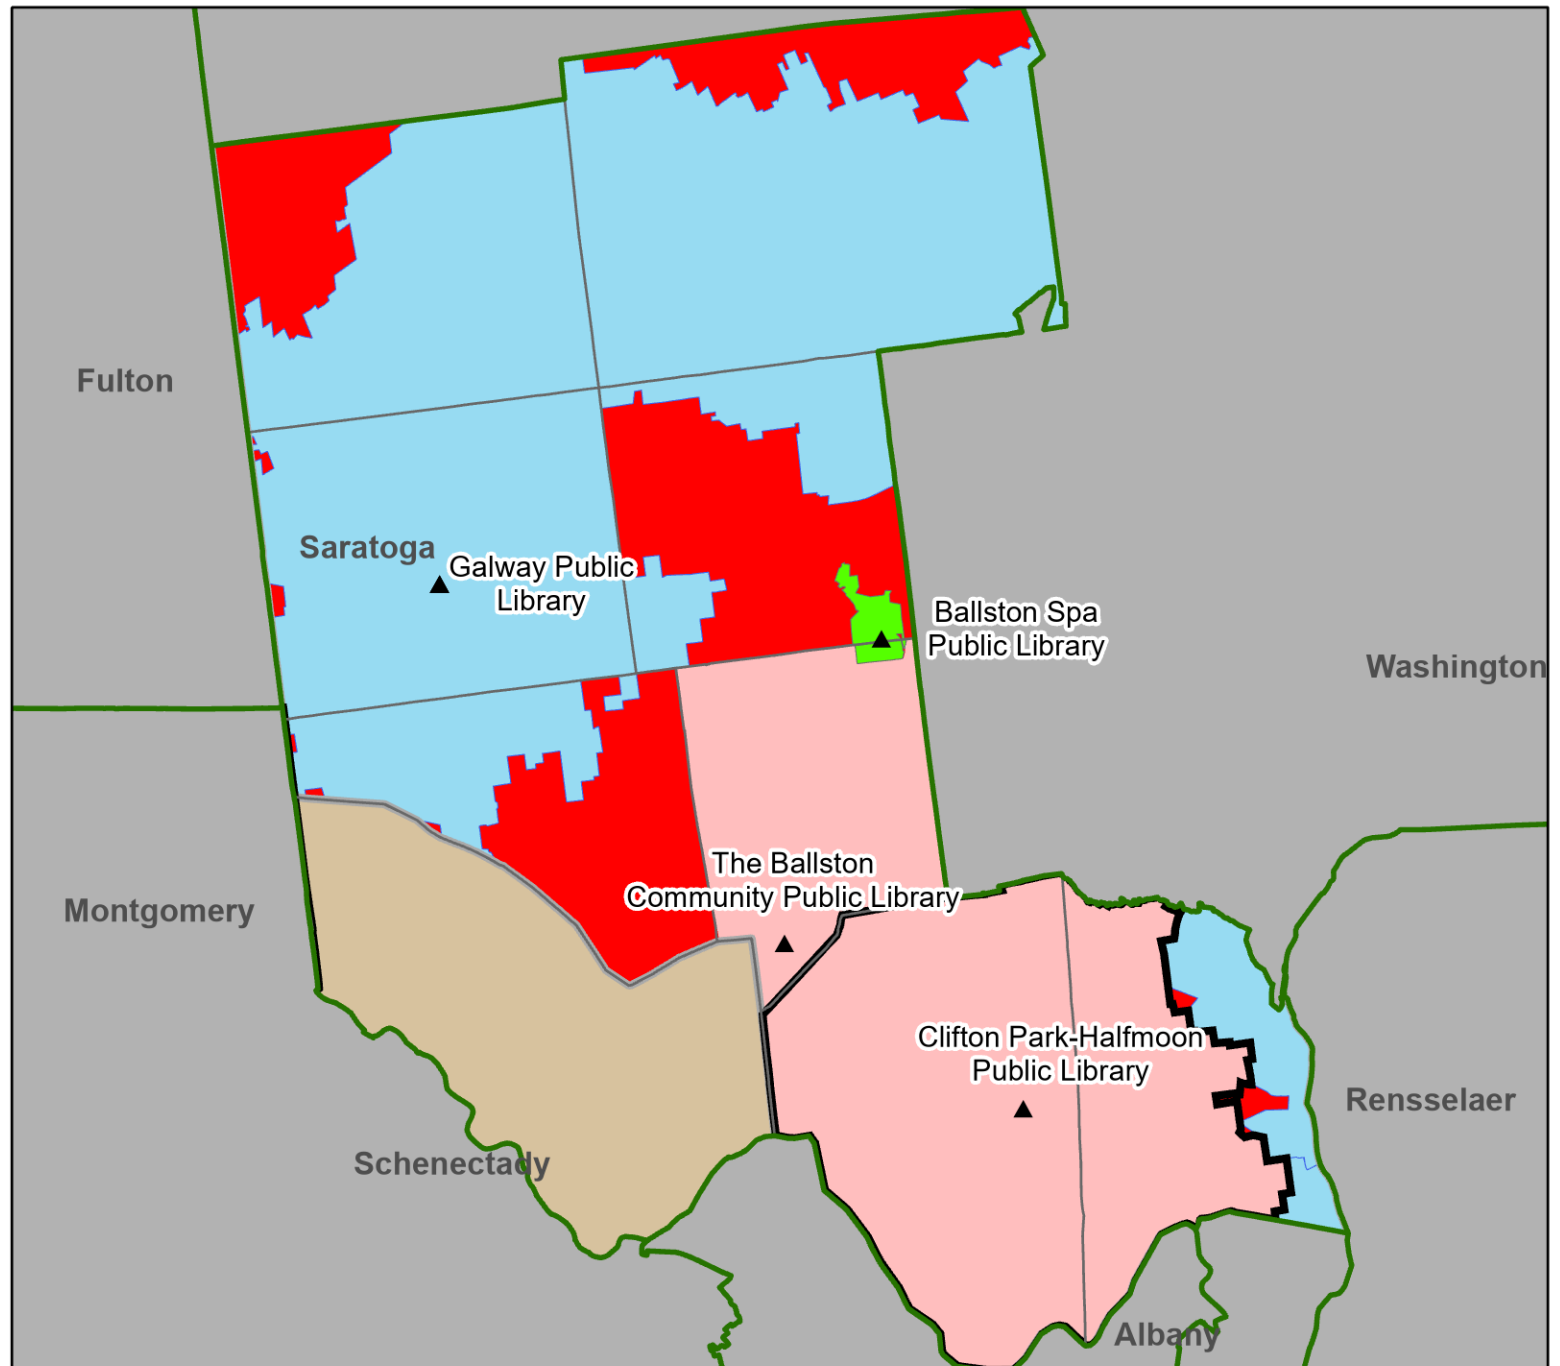 Fulton
Saratoga
Galway Public
Library
Ballston Spa
Public Library
Washington
The Ballston
Community Public Library
Montgomery
Clifton Park-Halfmoon
Public Library
Rensselaer
Schenectady
Albany